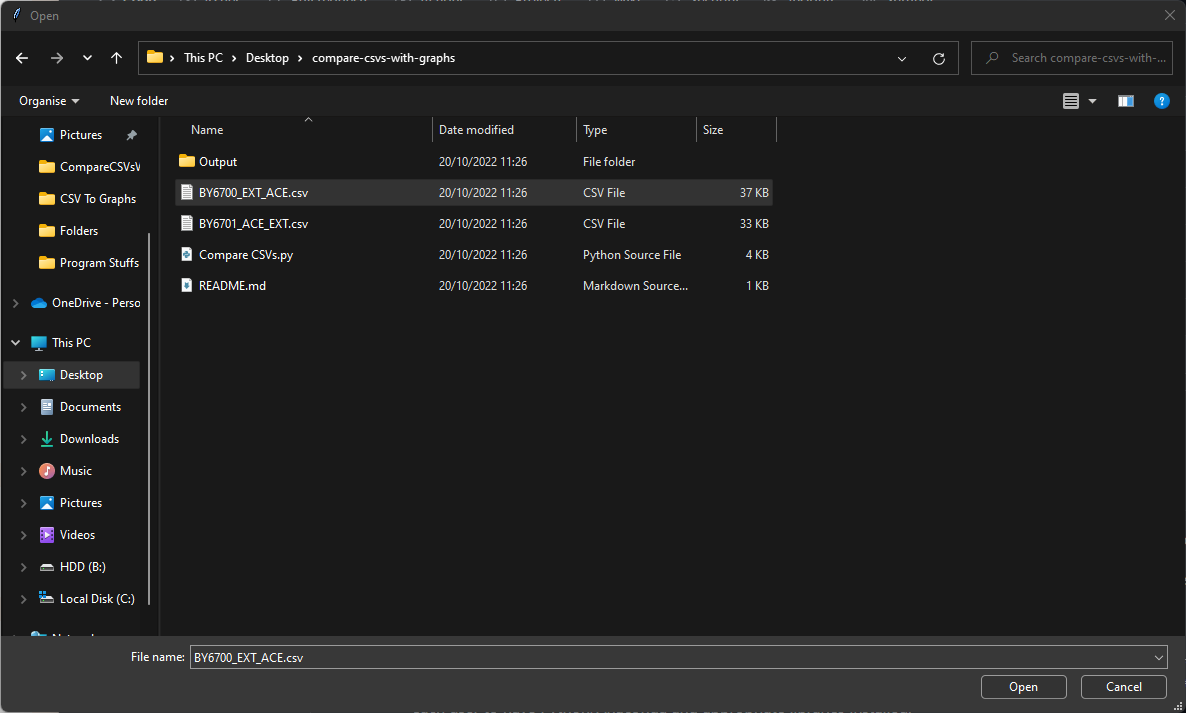 Open
This PC > Desktop > compare-csvs-with-graphs
Search compare-csvs-with-...
Organise New folder
Name Date modified Type Size
Pictures
CompareCSVsV
CSV To Graphs
Folders
Program Stuffs
OneDrive - Perso
This PC
Desktop
Documents
Downloads
Music
Pictures
Videos
HDD (B:)
Local Disk (C:)
Output 20/10/2022 11:26 File folder
BY6700_EXT_ACE.csv 20/10/2022 11:26 CSV File 37 KB
BY6701_ACE_EXT.csv 20/10/2022 11:26 CSV File 33 KB
Compare CSVs.py 20/10/2022 11:26 Python Source File 4 KB
README.md 20/10/2022 11:26 Markdown Source... 1 KB
File name: BY6700_EXT_ACE.csv
Open Cancel